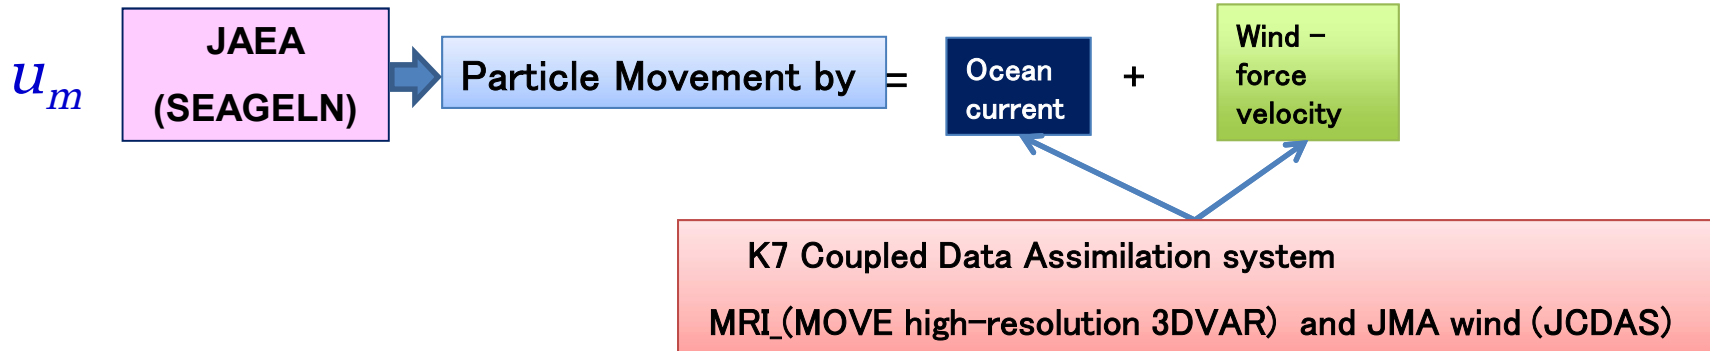 u_m
JAEA
(SEAGELN)
Particle Movement by
=
Ocean
current
+
Wind -
force
velocity
K7 Coupled Data Assimilation system
MRI_(MOVE high-resolution 3DVAR) and JMA wind (JCDAS)